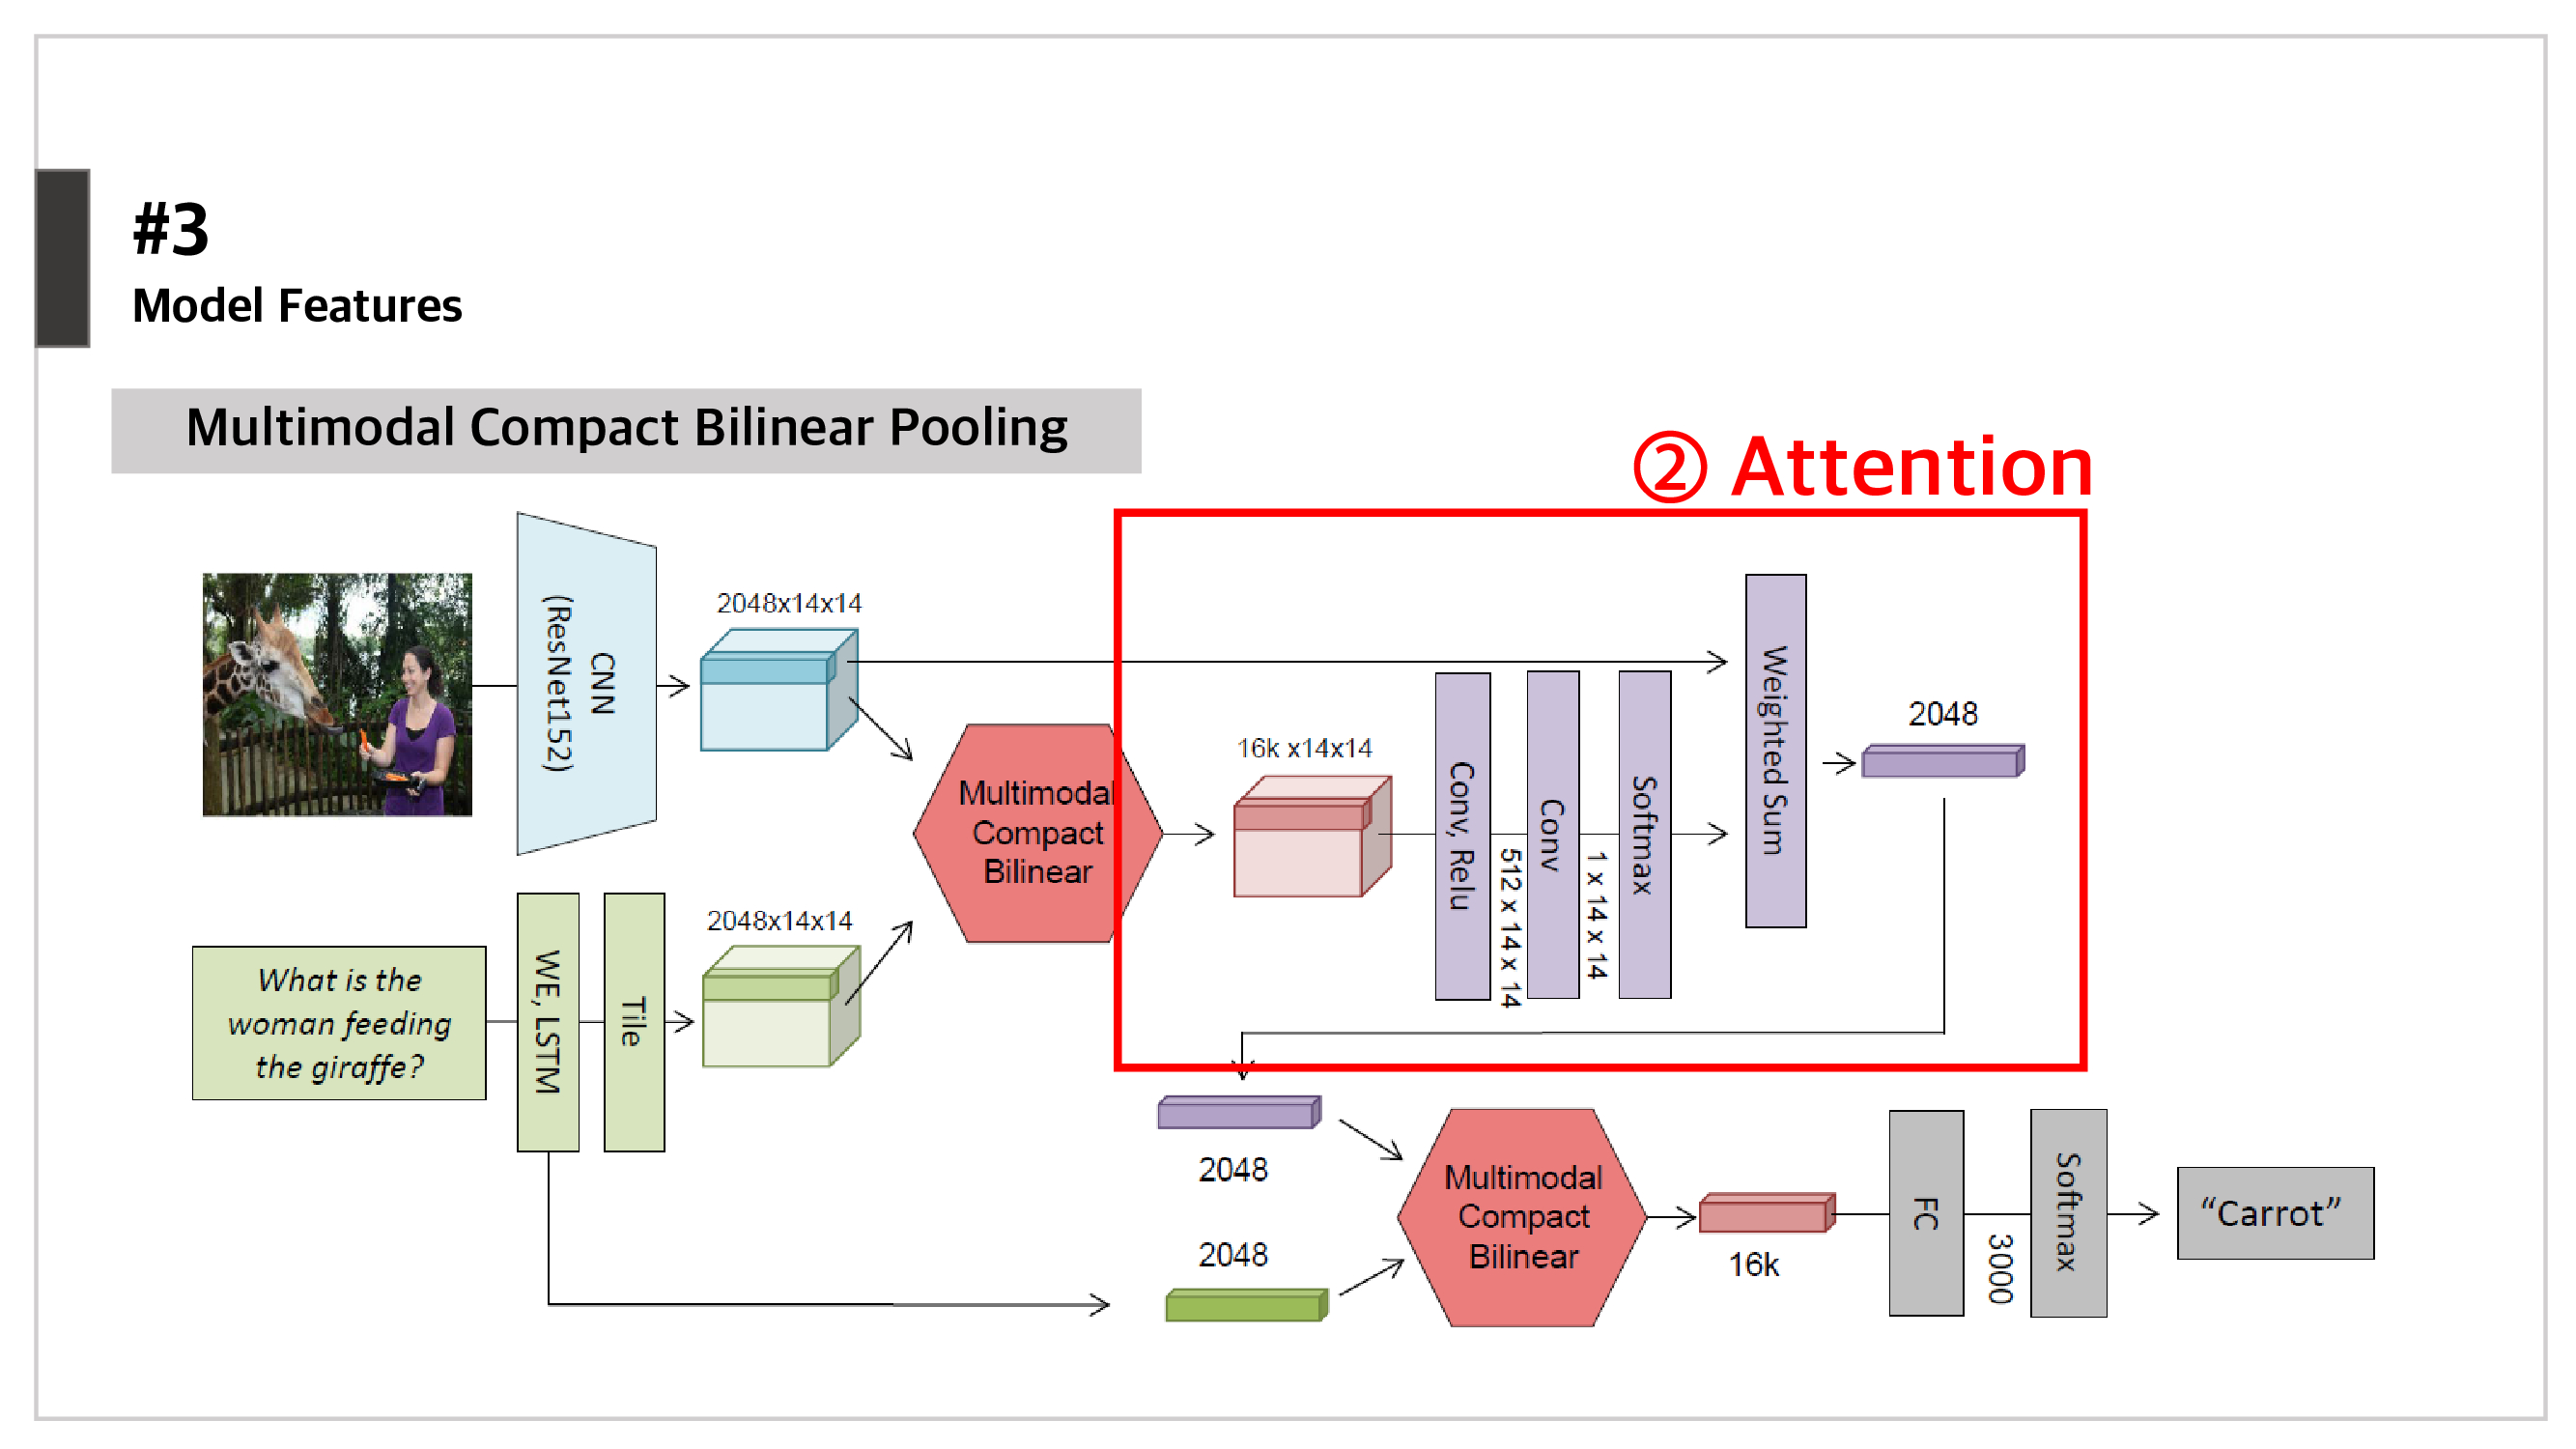 #3
Model Features
Multimodal Compact Bilinear Pooling
② Attention
CNN
(ResNet152)
2048x14x14
What is the
woman feeding
the giraffe?
WE, LSTM
Tile
2048x14x14
Multimodal
Compact
Bilinear
16k x14x14
Conv, Relu
512 x 14 x 14
Conv
1 x 14 x 14
Softmax
Weighted Sum
2048
2048
2048
Multimodal
Compact
Bilinear
16k
FC
3000
Softmax
“Carrot”